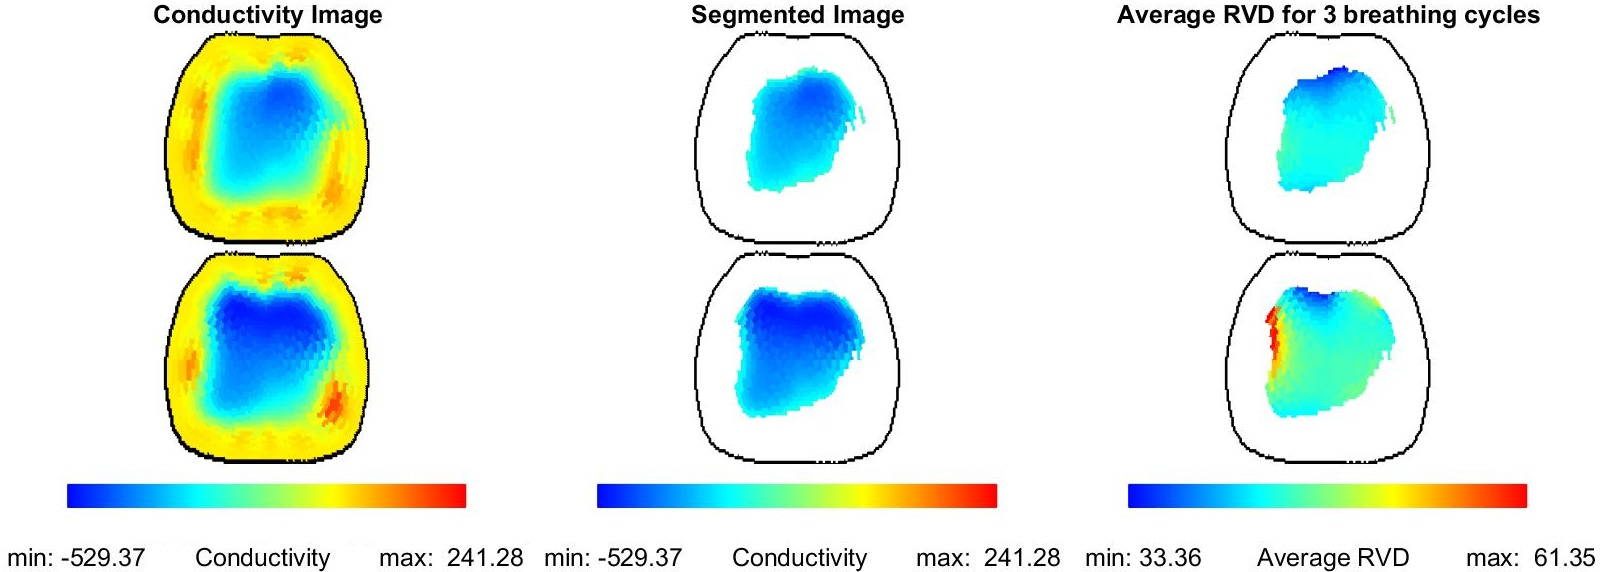 Conductivity Image
Segmented Image
Average RVD for 3 breathing cycles
min: -529.37 Conductivity max: 241.28
min: -529.37 Conductivity max: 241.28
min: 33.36 Average RVD max: 61.35